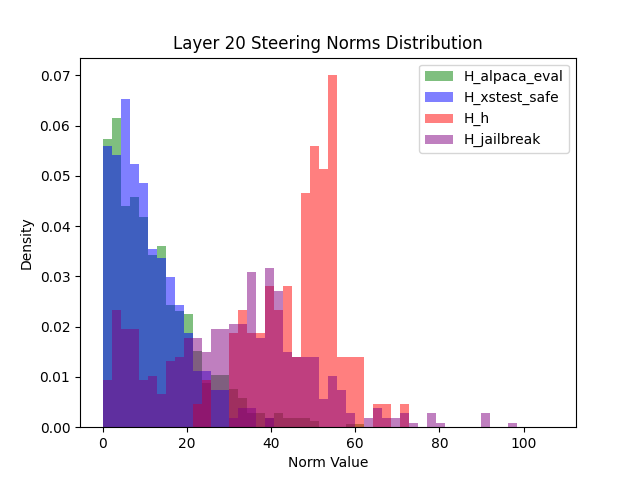 Layer 20 Steering Norms Distribution
H_alpaca_eval
H_xstest_safe
H_h
H_jailbreak
0.07
0.06
0.05
0.04
0.03
0.02
0.01
0.00
Density
0 20 40 60 80 100
Norm Value